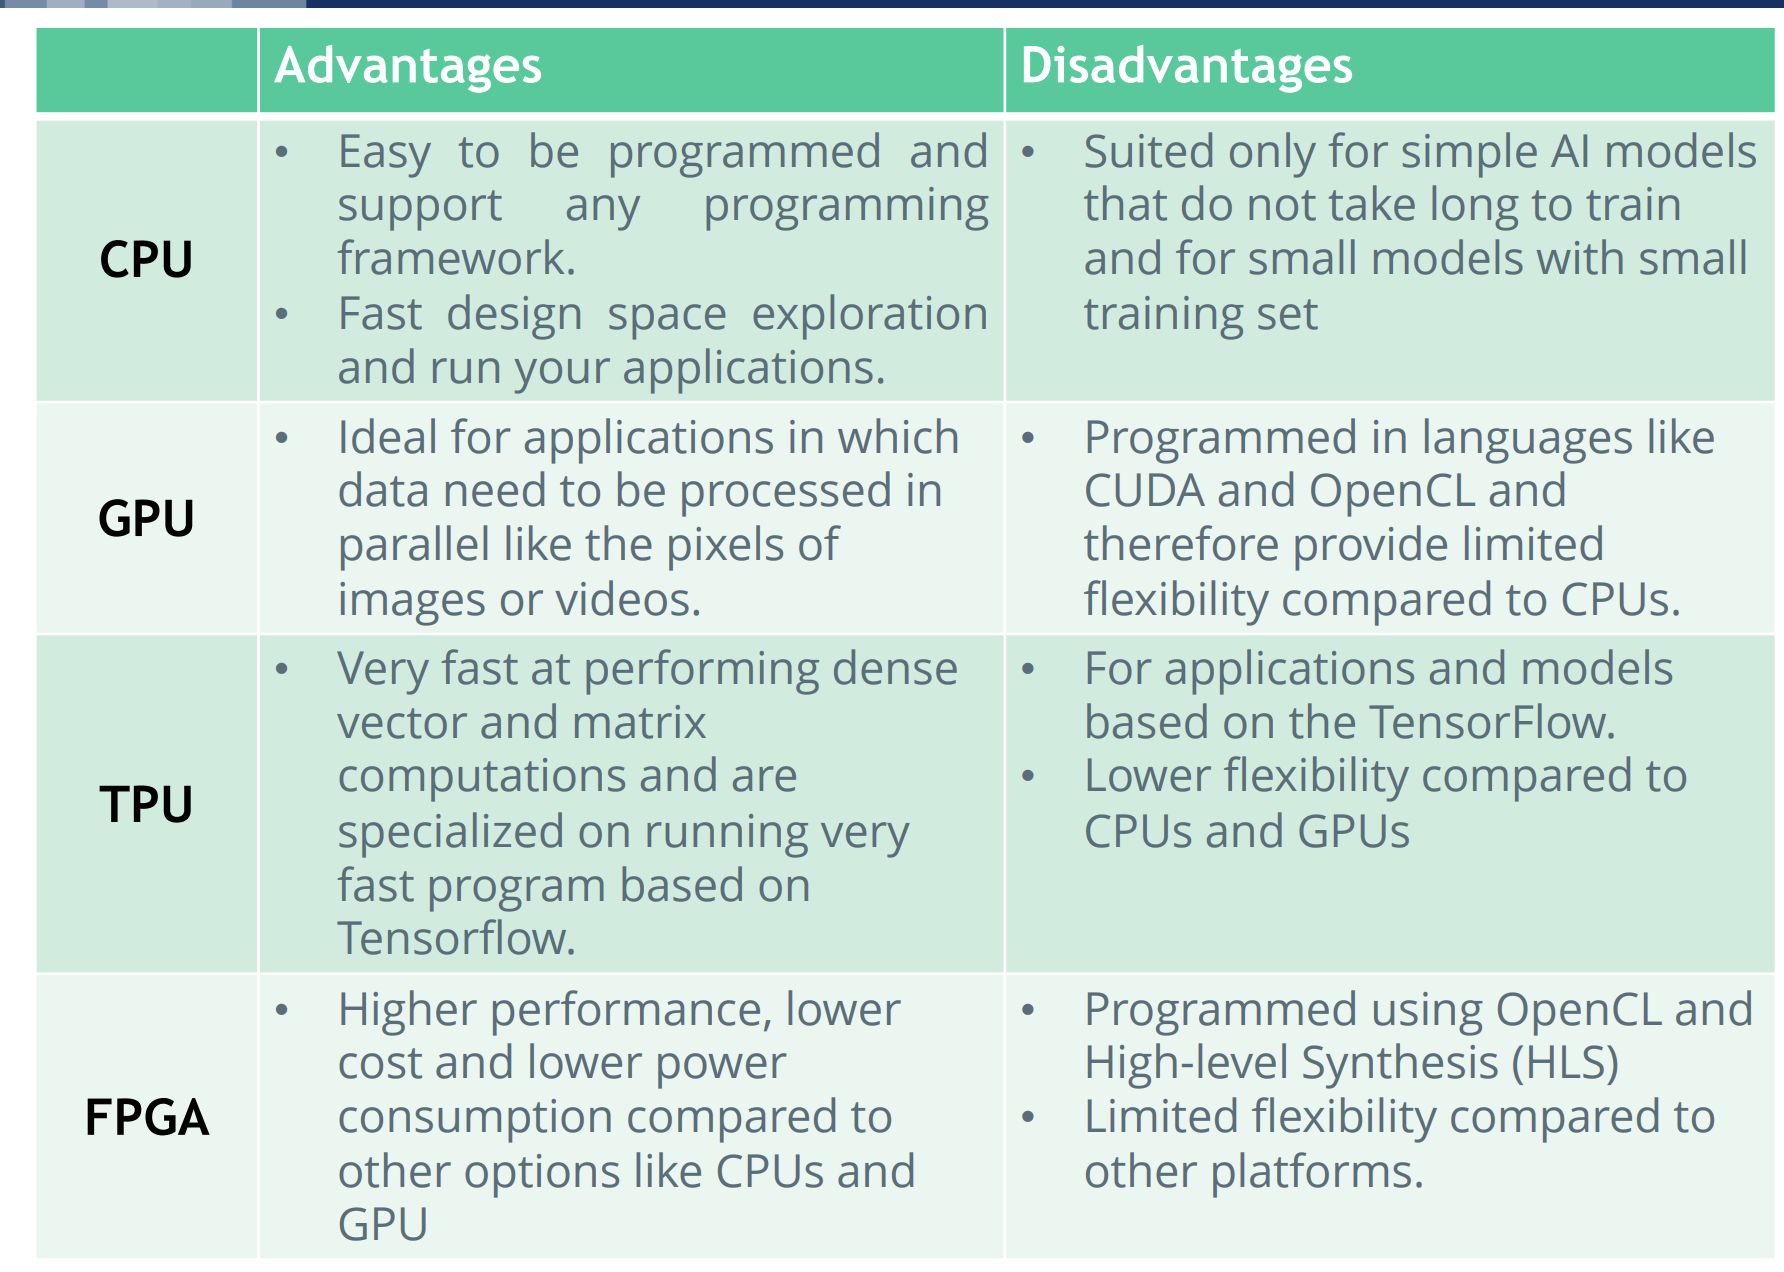 Advantages
Disadvantages
CPU
• Easy to be programmed and
support any programming
framework.
• Fast design space exploration
and run your applications.
• Suited only for simple AI models
that do not take long to train
and for small models with small
training set
GPU
• Ideal for applications in which
data need to be processed in
parallel like the pixels of
images or videos.
• Programmed in languages like
CUDA and OpenCL and
therefore provide limited
flexibility compared to CPUs.
TPU
• Very fast at performing dense
vector and matrix
computations and are
specialized on running very
fast program based on
Tensorflow.
• For applications and models
based on the TensorFlow.
• Lower flexibility compared to
CPUs and GPUs
FPGA
• Higher performance, lower
cost and lower power
consumption compared to
other options like CPUs and
GPU
• Programmed using OpenCL and
High-level Synthesis (HLS)
• Limited flexibility compared to
other platforms.